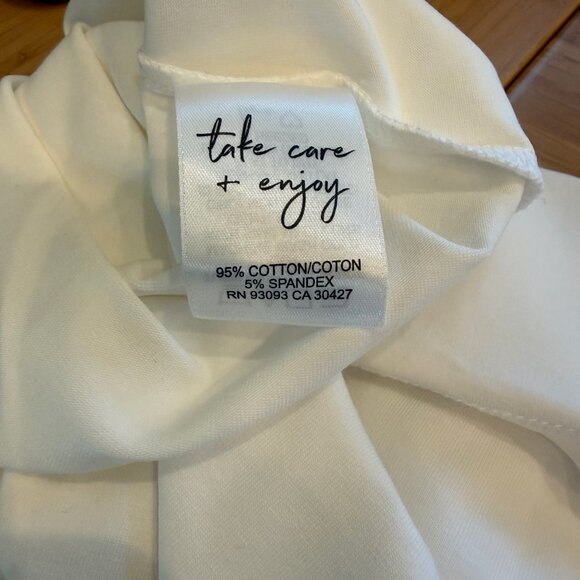 take care
+ enjoy
95% COTTON/COTON
5% SPANDEX
RN 93093 CA 30427